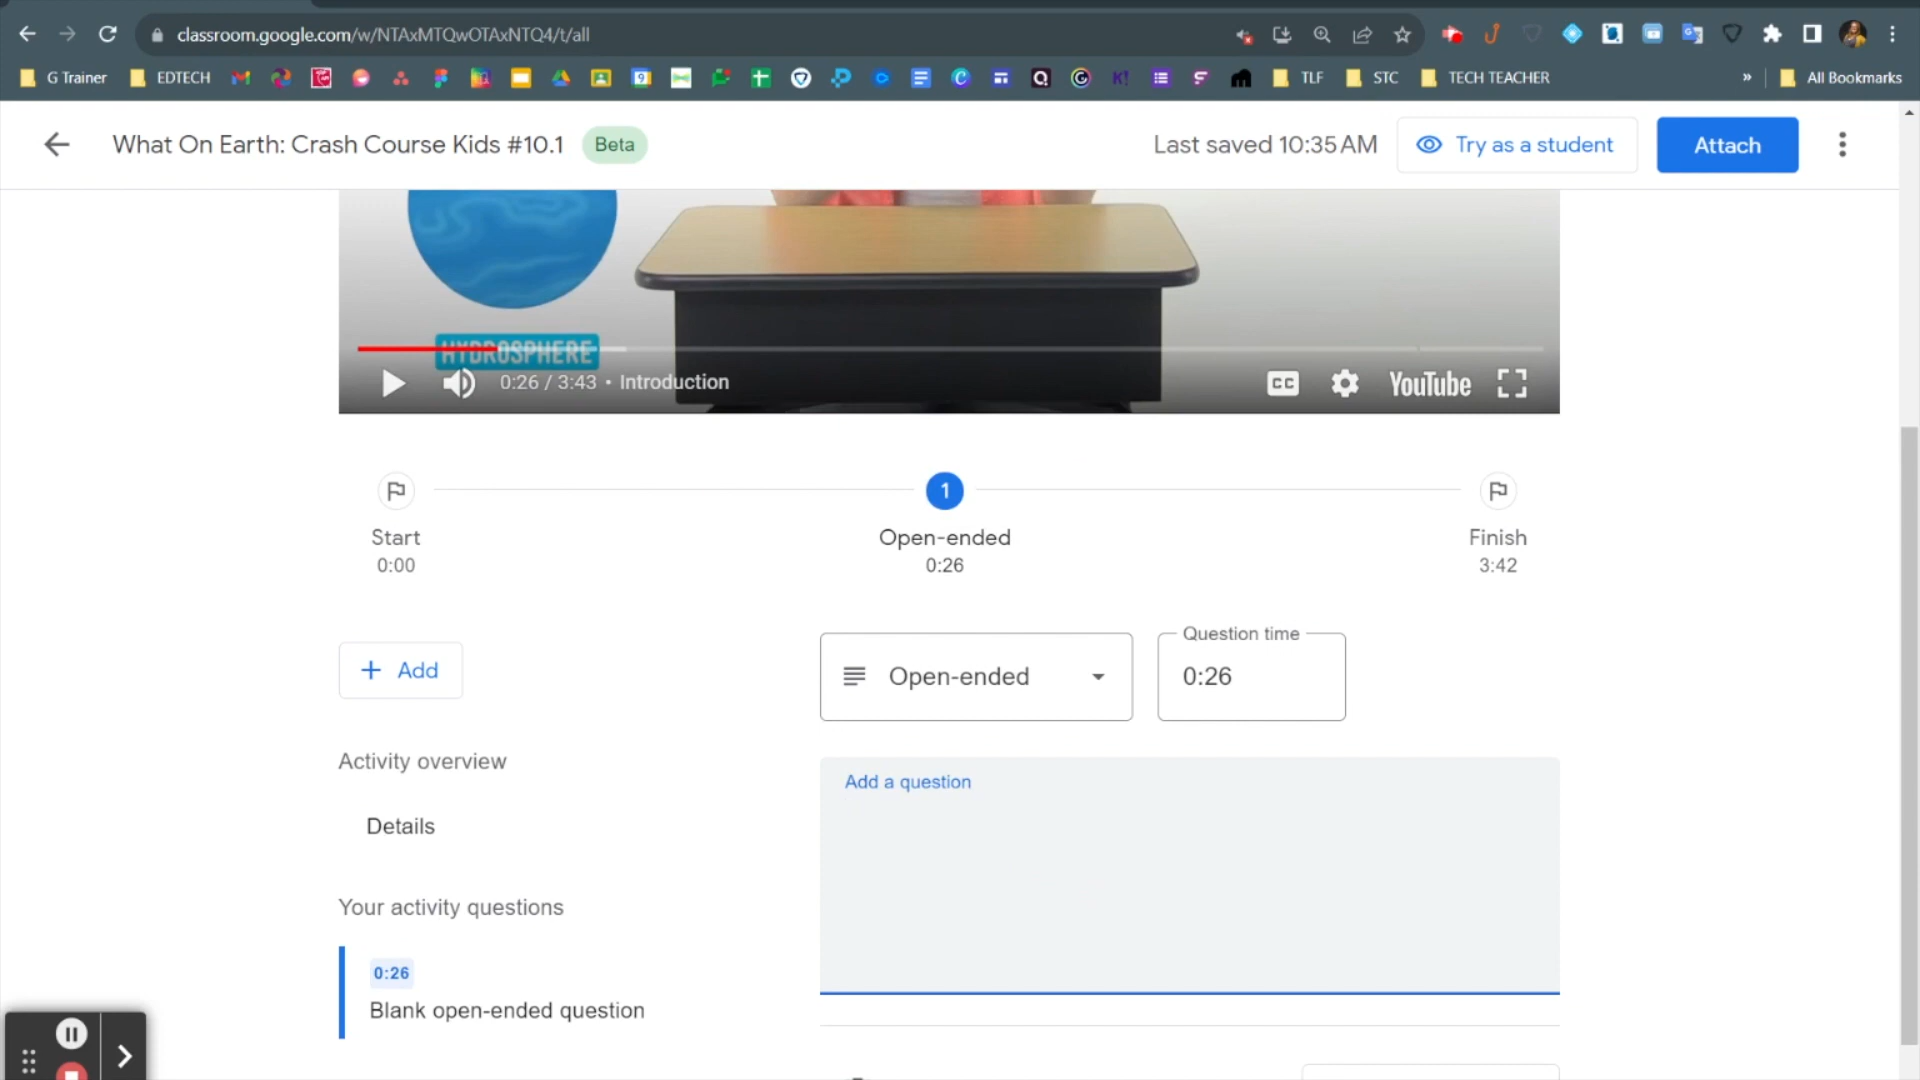 classroom.google.com/w/NTAxMTQwOTAxNTQ4/t/all
G Trainer EDTECH TLF STC TECH TEACHER » All Bookmarks
What On Earth: Crash Course Kids #10.1 Beta Last saved 10:35 AM Try as a student Attach
HYDROSPHERE
0:26 / 3:43 • Introduction CC YouTube
1
Start Open-ended Finish
0:00 0:26 3:42
Question time
+ Add Open-ended 0:26
Activity overview
Add a question
Details
Your activity questions
0:26
Blank open-ended question